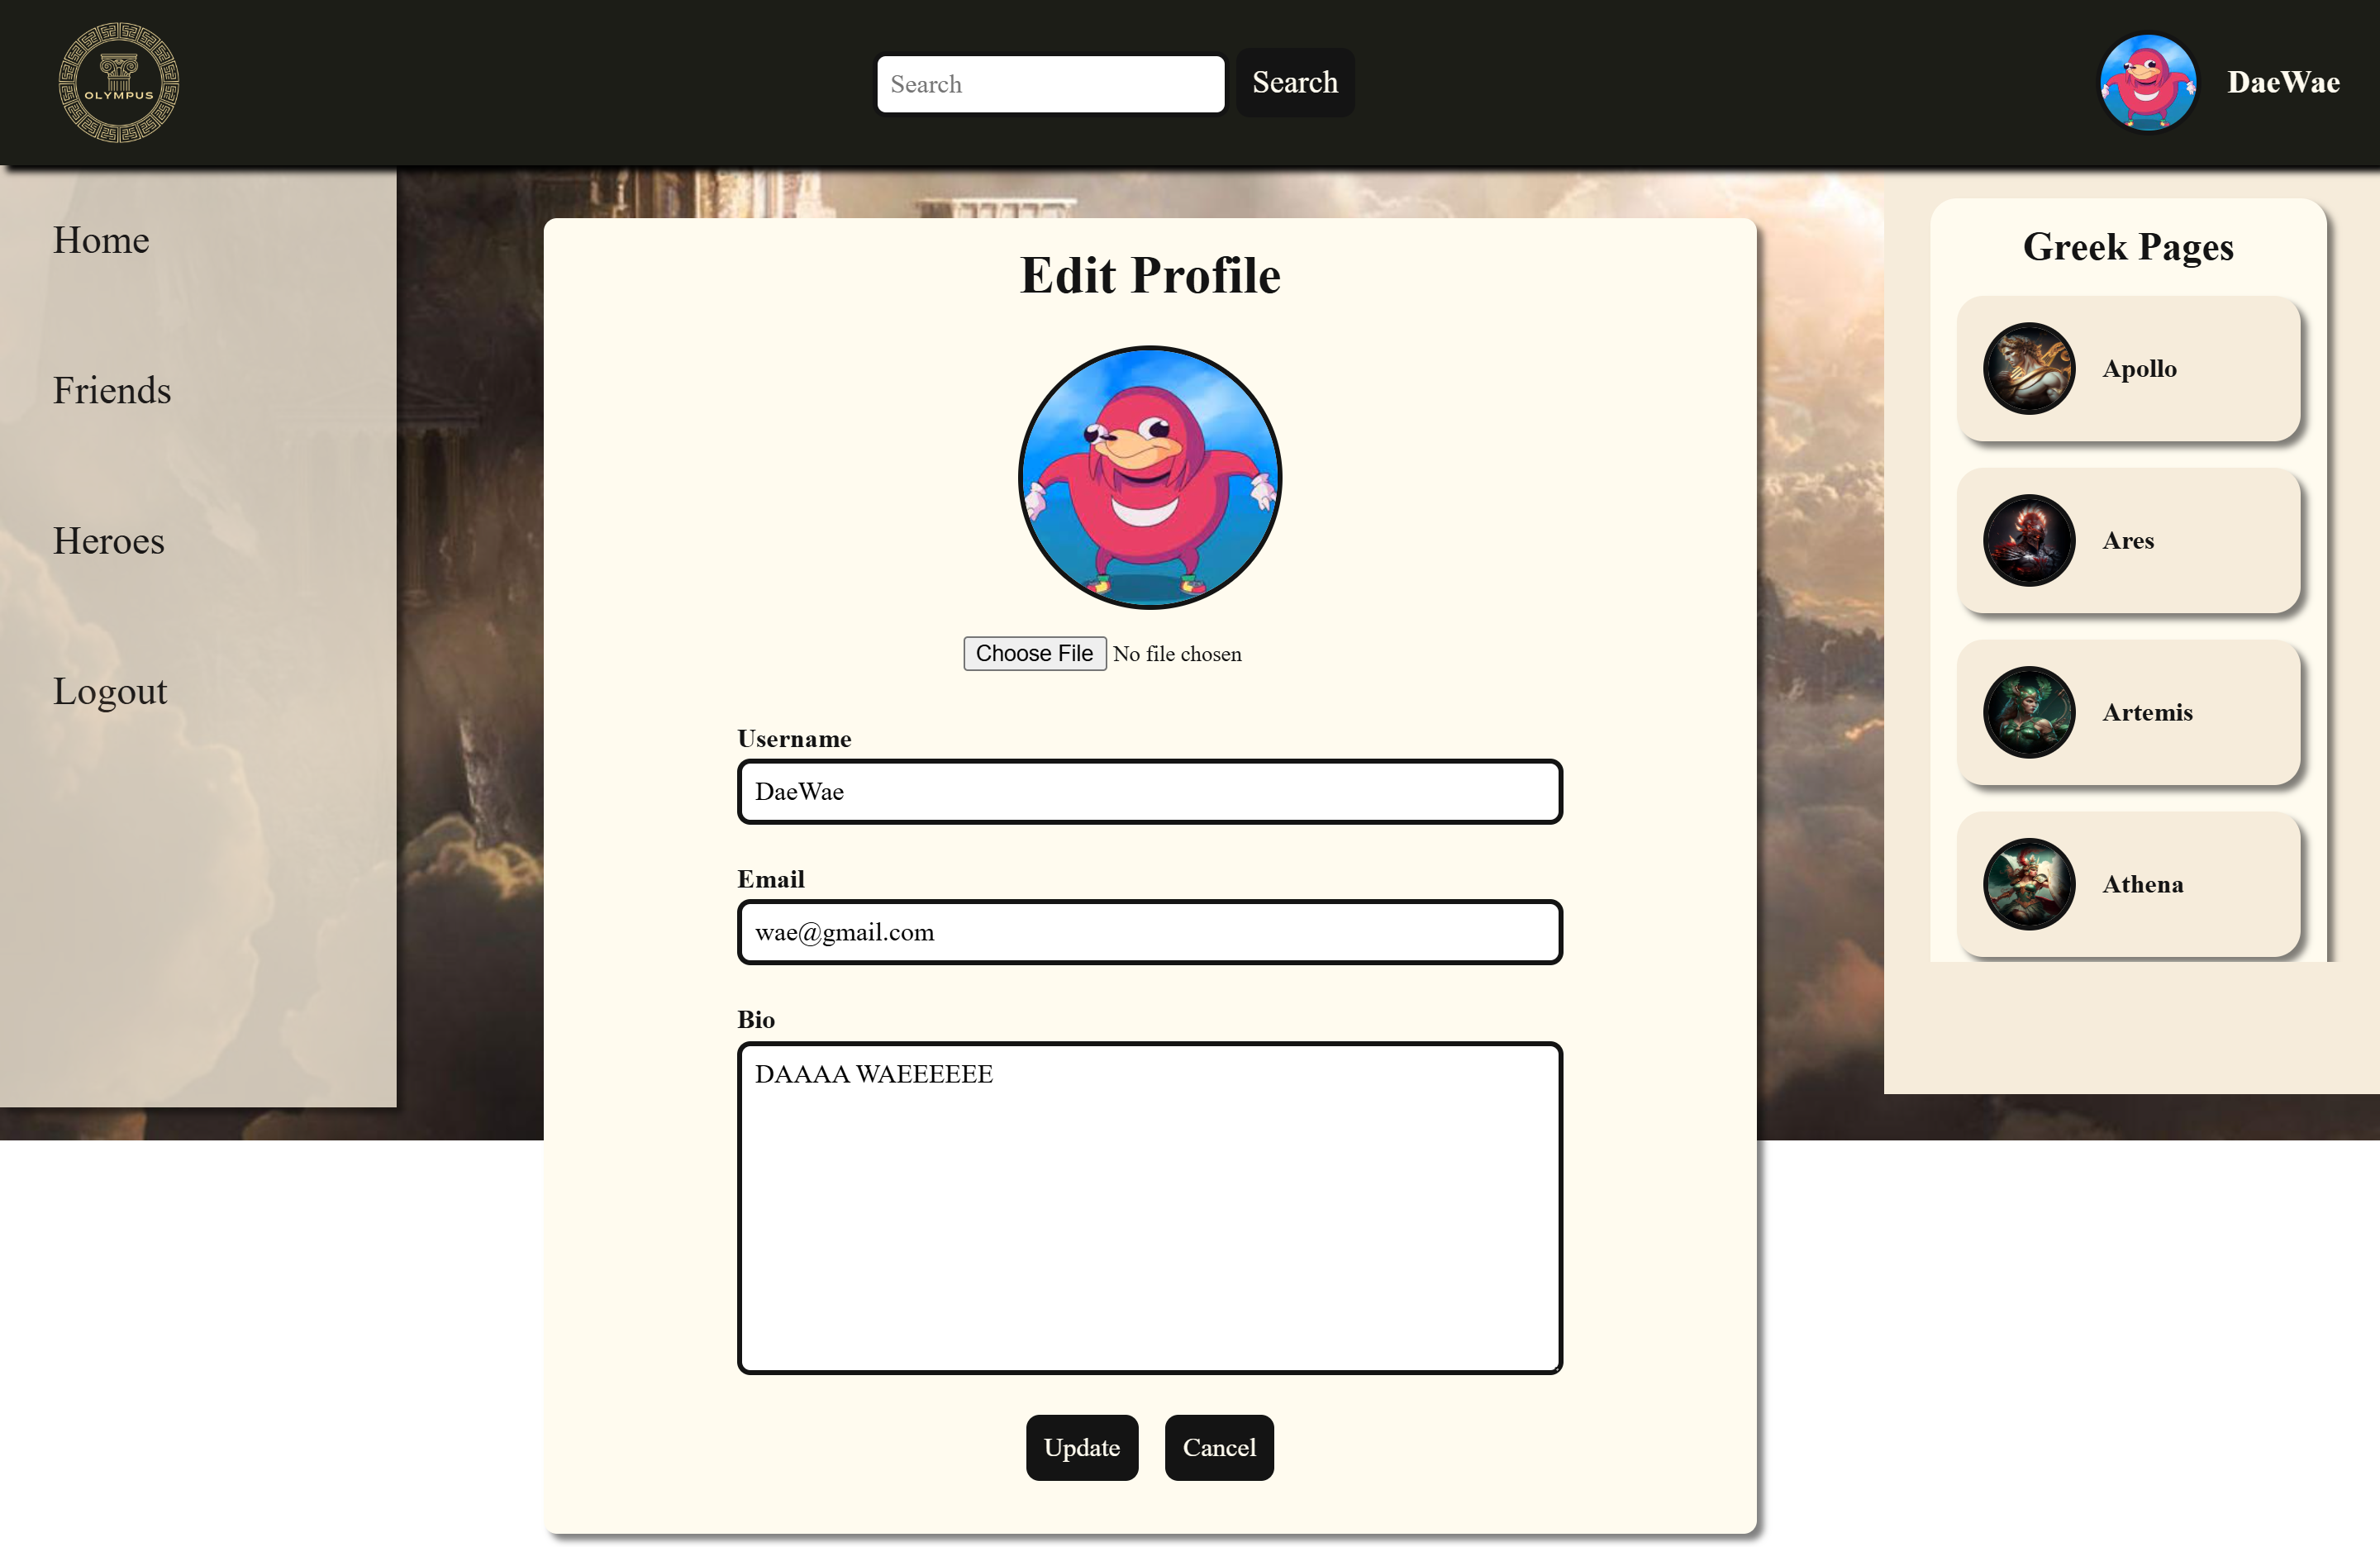 OLYMPUS
Search
Search
DaeWae
Home
Friends
Heroes
Logout
Edit Profile
Choose File No file chosen
Username
DaeWae
Email
wae@gmail.com
Bio
DAAAA WAEEEEEE
Update
Cancel
Greek Pages
Apollo
Ares
Artemis
Athena